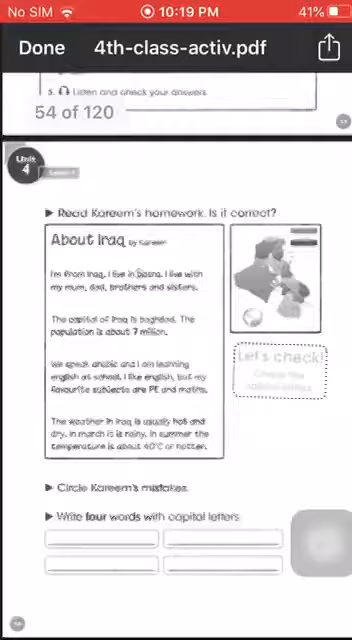 No SIM 10:19 PM 41%
Done 4th-class-activ.pdf
3. Listen and check your answers.
54 of 120
Unit
4
▶ Read Kareem's homework. Is it correct?
About Iraq by Kareem
I'm from Iraq. I live in basra. I live with
my mum, dad, brothers and sisters.
The capital of Iraq is baghdad. The
population is about 7 million.
We speak arabic and I am learning
english at school. I like english, but my
favourite subjects are PE and maths.
The weather in Iraq is usually hot and
dry. In march it is rainy. In summer the
temperature is about 40°C or hotter.
Let's check!
▶ Circle Kareem's mistakes.
▶ Write four words with capital letters.